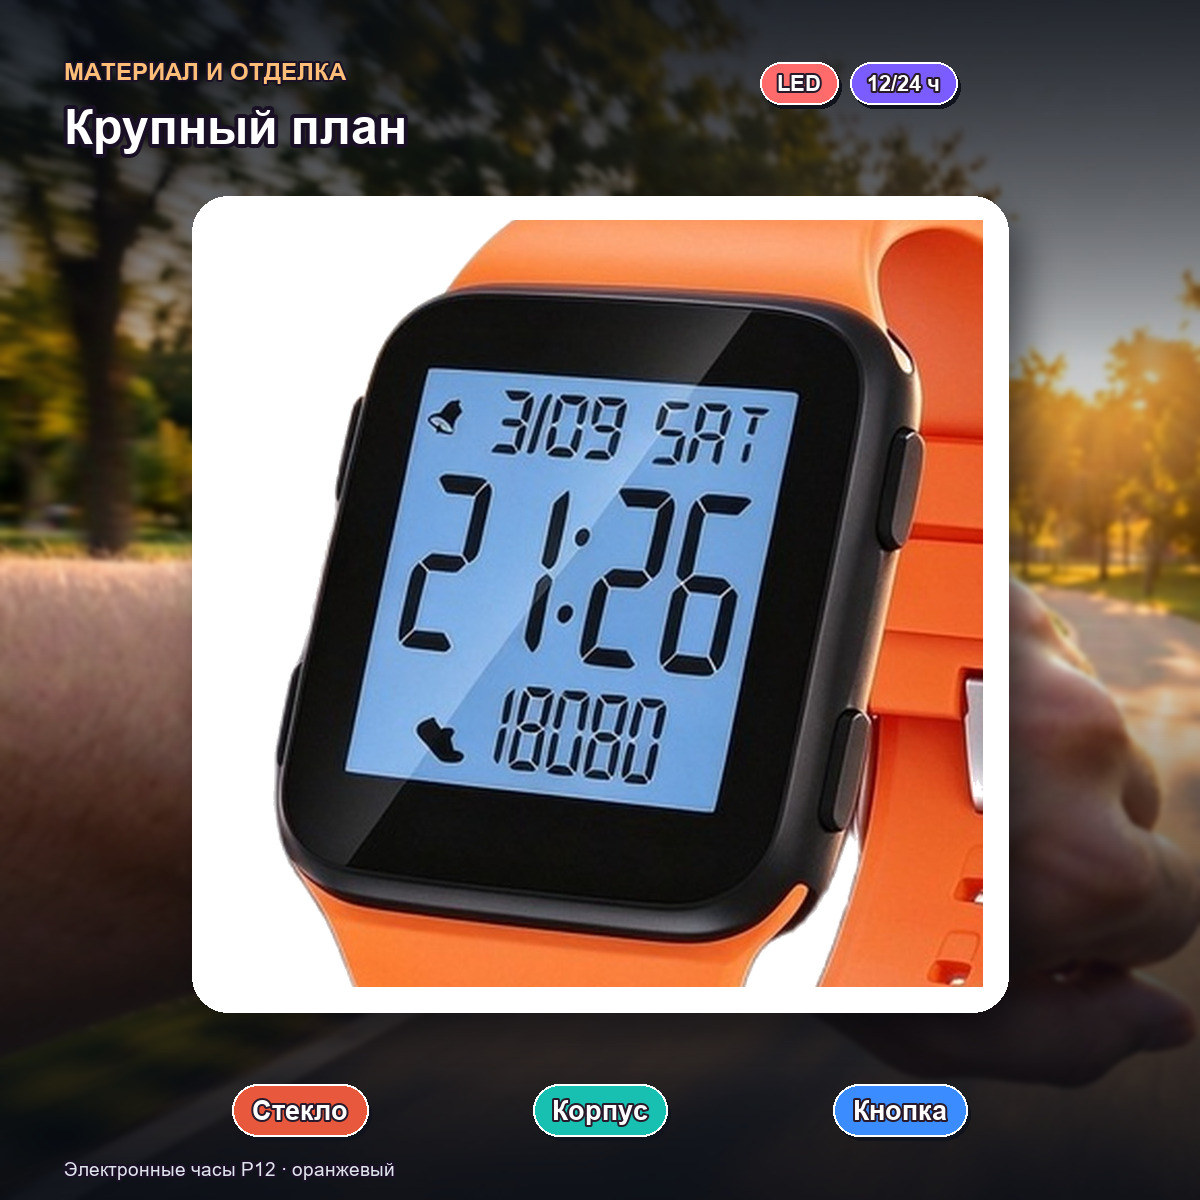 МАТЕРИАЛ И ОТДЕЛКА
Крупный план
LED
12/24 ч
3/09 SAT
21:26
18080
Стекло
Корпус
Кнопка
Электронные часы P12 · оранжевый